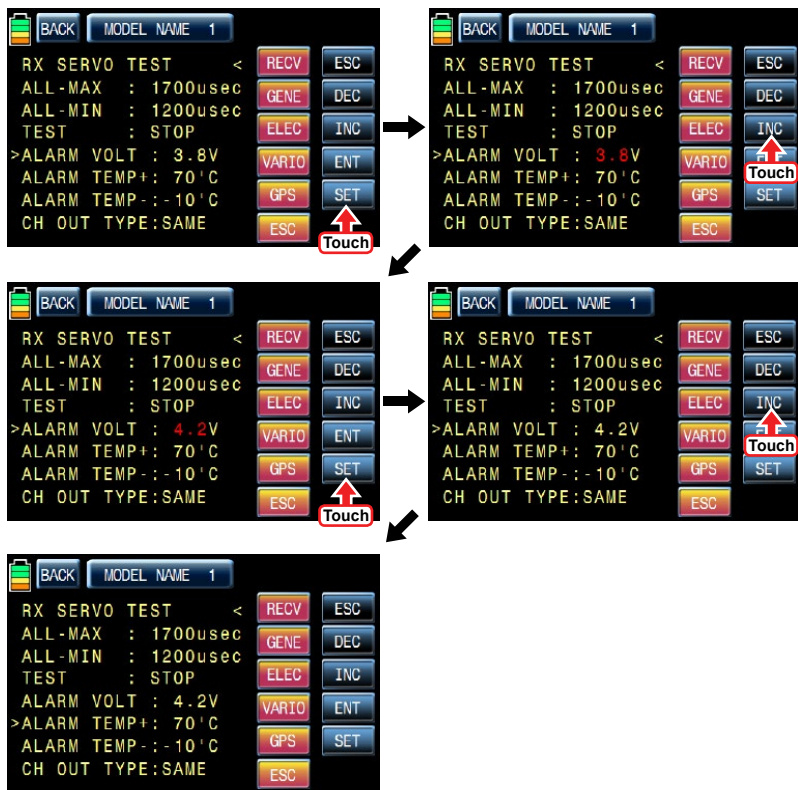 BACK MODEL NAME 1
RX SERVO TEST < RECV ESC
ALL-MAX : 1700usec GENE DEC
ALL-MIN : 1200usec
TEST : STOP ELEC INC
>ALARM VOLT : 3.8V VARIO ENT
ALARM TEMP+: 70'C
ALARM TEMP-:-10'C GPS SET
CH OUT TYPE:SAME ESC
Touch
BACK MODEL NAME 1
RX SERVO TEST < RECV ESC
ALL-MAX : 1700usec GENE DEC
ALL-MIN : 1200usec
TEST : STOP ELEC INC
>ALARM VOLT : 3.8V VARIO
Touch
ALARM TEMP+: 70'C
ALARM TEMP-:-10'C GPS SET
CH OUT TYPE:SAME ESC
BACK MODEL NAME 1
RX SERVO TEST < RECV ESC
ALL-MAX : 1700usec GENE DEC
ALL-MIN : 1200usec
TEST : STOP ELEC INC
>ALARM VOLT : 4.2V VARIO ENT
ALARM TEMP+: 70'C
ALARM TEMP-:-10'C GPS SET
CH OUT TYPE:SAME ESC
Touch
BACK MODEL NAME 1
RX SERVO TEST < RECV ESC
ALL-MAX : 1700usec GENE DEC
ALL-MIN : 1200usec
TEST : STOP ELEC INC
>ALARM VOLT : 4.2V VARIO
Touch
ALARM TEMP+: 70'C
ALARM TEMP-:-10'C GPS SET
CH OUT TYPE:SAME ESC
BACK MODEL NAME 1
RX SERVO TEST < RECV ESC
ALL-MAX : 1700usec GENE DEC
ALL-MIN : 1200usec
TEST : STOP ELEC INC
ALARM VOLT : 4.2V VARIO ENT
>ALARM TEMP+: 70'C
ALARM TEMP-:-10'C GPS SET
CH OUT TYPE:SAME ESC